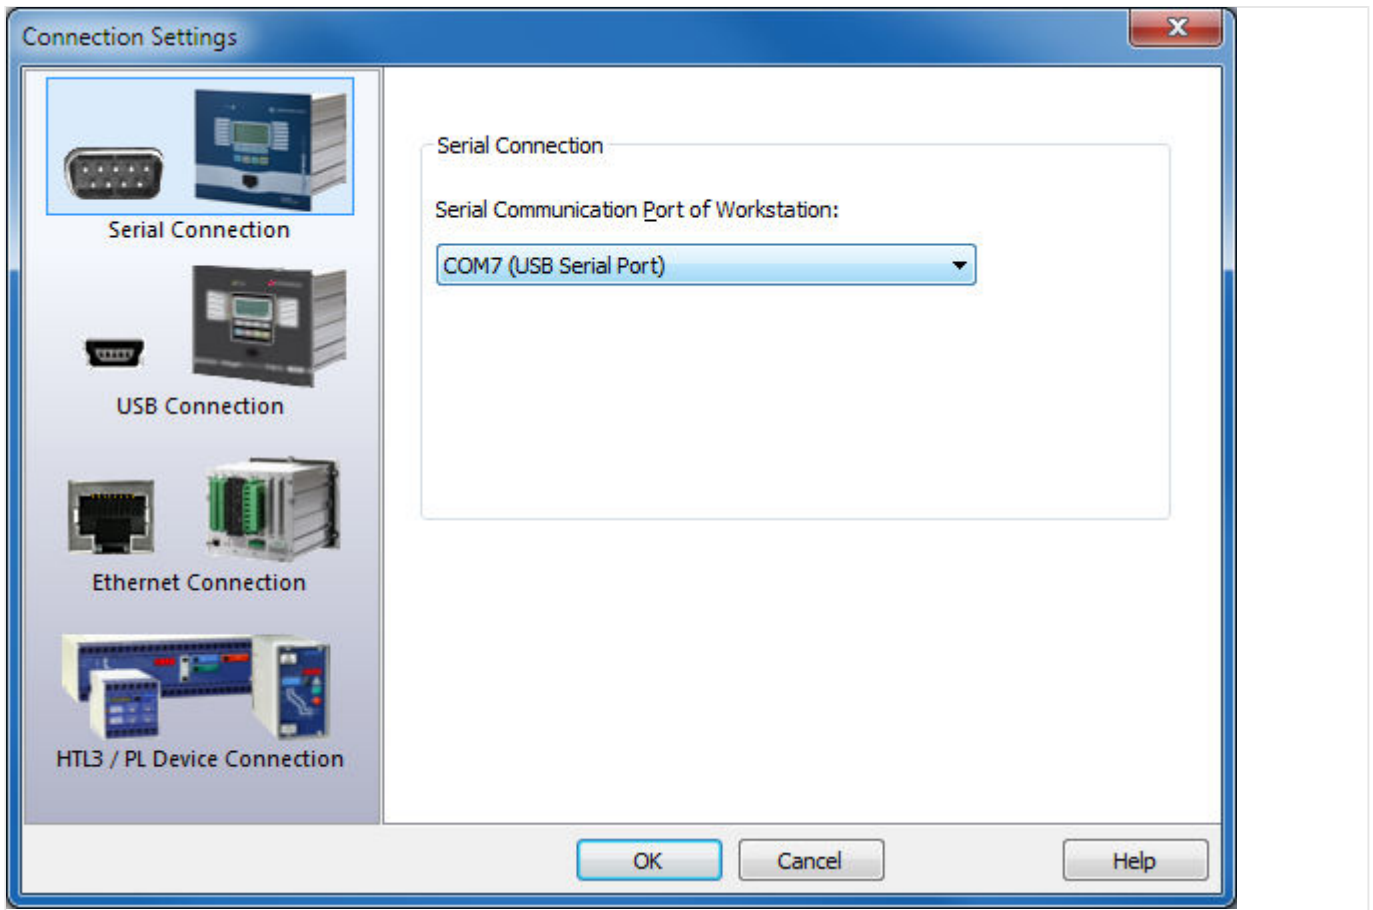 Connection Settings
Serial Connection
USB Connection
Ethernet Connection
HTL3 / PL Device Connection
Serial Connection
Serial Communication Port of Workstation:
COM7 (USB Serial Port)
OK
Cancel
Help